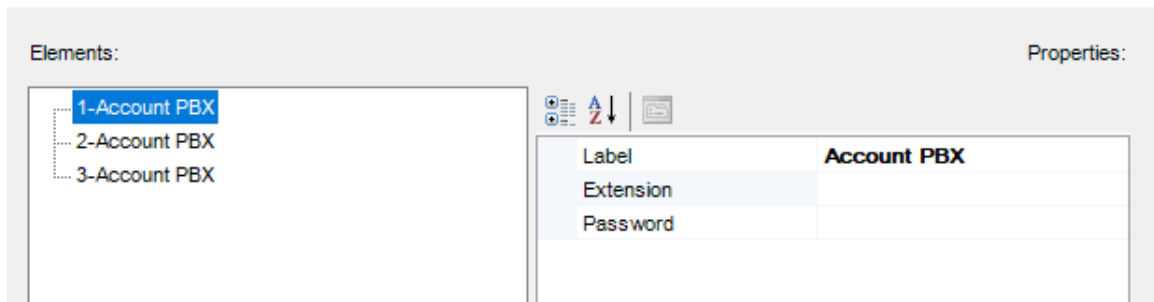 Elements:
Properties:
1-Account PBX
2-Account PBX
3-Account PBX
Label Account PBX
Extension
Password